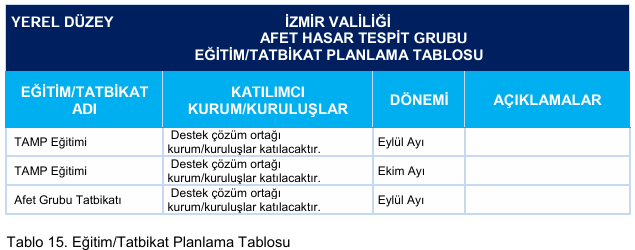 YEREL DÜZEY İZMİR VALİLİĞİ
AFET HASAR TESPİT GRUBU
EĞİTİM/TATBİKAT PLANLAMA TABLOSU
EĞİTİM/TATBİKAT
ADI
KATILIMCI
KURUM/KURULUŞLAR
DÖNEMİ
AÇIKLAMALAR
TAMP Eğitimi
Destek çözüm ortağı
kurum/kuruluşlar katılacaktır.
Eylül Ayı
TAMP Eğitimi
Destek çözüm ortağı
kurum/kuruluşlar katılacaktır.
Ekim Ayı
Afet Grubu Tatbikatı
Destek çözüm ortağı
kurum/kuruluşlar katılacaktır.
Eylül Ayı
Tablo 15. Eğitim/Tatbikat Planlama Tablosu